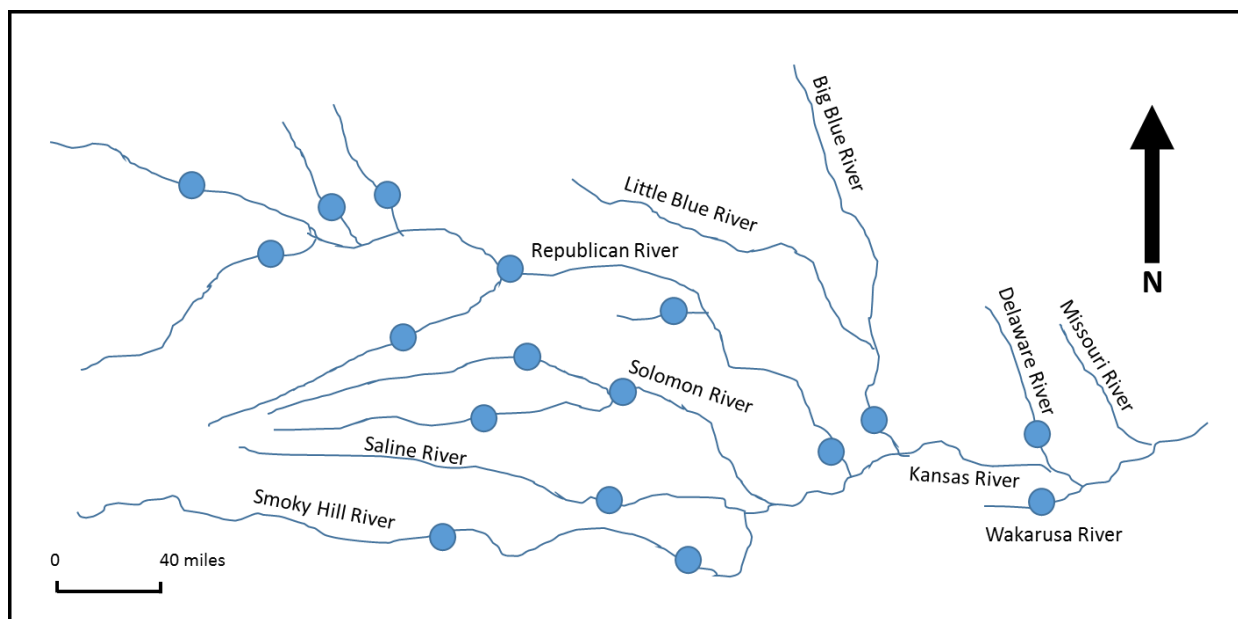 Big Blue River
Little Blue River
Republican River
N
Delaware River
Missouri River
Solomon River
Saline River
Kansas River
Smoky Hill River
Wakarusa River
0 40 miles